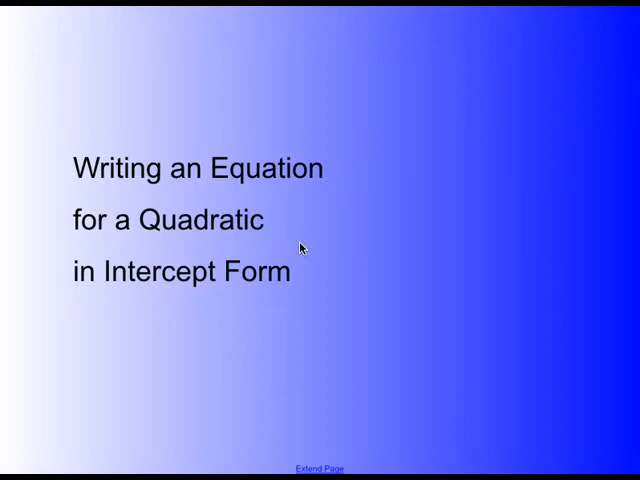 Writing an Equation
for a Quadratic
in Intercept Form
Extend Page